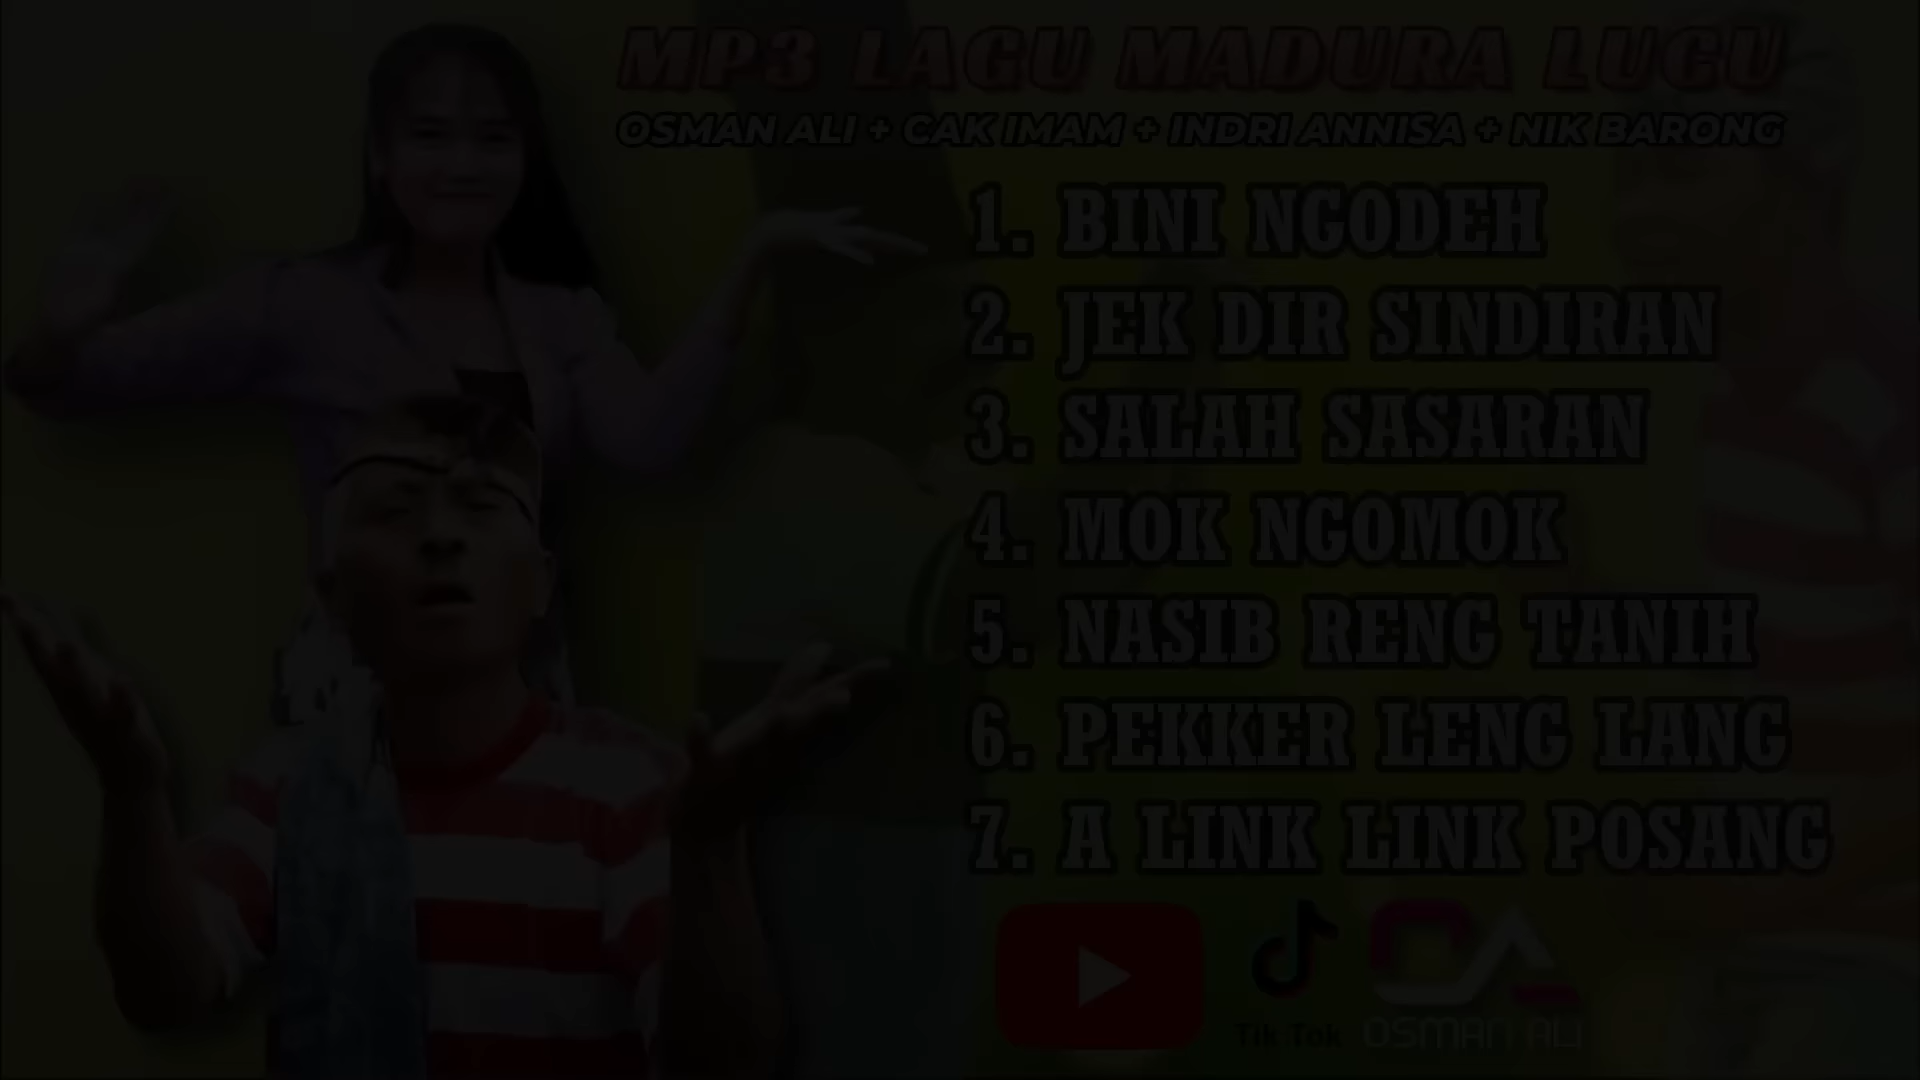 MP3 LAGU MADURA LUCU
OSMAN ALI + CAK IMAM + INDRI ANNISA + NIK BARONG
1. BINI NGODEH
2. JEK DIR SINDIRAN
3. SALAH SASARAN
4. MOK NGOMOK
5. NASIB RENG TANIH
6. PEKKER LENG LANG
7. A LINK LINK POSANG
Tik Tok
OSMAN ALI